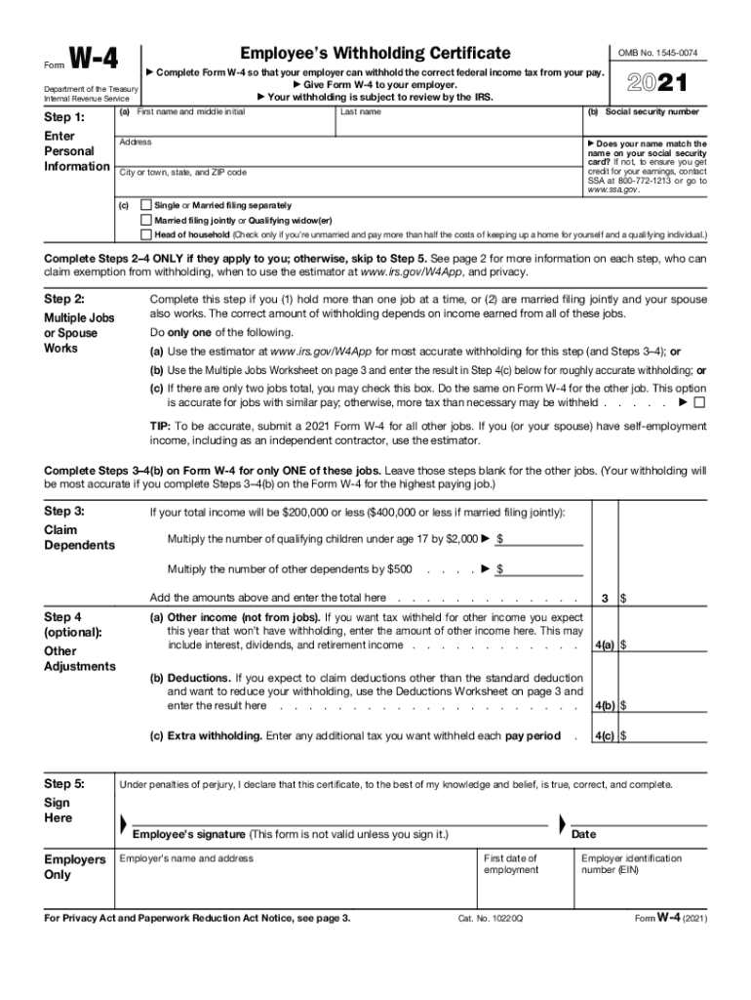 Form W-4
Department of the Treasury
Internal Revenue Service
Employee's Withholding Certificate
▶ Complete Form W-4 so that your employer can withhold the correct federal income tax from your pay.
▶ Give Form W-4 to your employer.
▶ Your withholding is subject to review by the IRS.
OMB No. 1545-0074
2021
Step 1:
Enter
Personal
Information
(a) First name and middle initial
Last name
(b) Social security number
Address
City or town, state, and ZIP code
▶ Does your name match the
name on your social security
card? If not, to ensure you get
credit for your earnings, contact
SSA at 800-772-1213 or go to
www.ssa.gov.
(c) Single or Married filing separately
Married filing jointly or Qualifying widow(er)
Head of household (Check only if you're unmarried and pay more than half the costs of keeping up a home for yourself and a qualifying individual.)
Complete Steps 2–4 ONLY if they apply to you; otherwise, skip to Step 5. See page 2 for more information on each step, who can
claim exemption from withholding, when to use the estimator at www.irs.gov/W4App, and privacy.
Step 2:
Multiple Jobs
or Spouse
Works
Complete this step if you (1) hold more than one job at a time, or (2) are married filing jointly and your spouse
also works. The correct amount of withholding depends on income earned from all of these jobs.
Do only one of the following.
(a) Use the estimator at www.irs.gov/W4App for most accurate withholding for this step (and Steps 3–4); or
(b) Use the Multiple Jobs Worksheet on page 3 and enter the result in Step 4(c) below for roughly accurate withholding; or
(c) If there are only two jobs total, you may check this box. Do the same on Form W-4 for the other job. This option
is accurate for jobs with similar pay; otherwise, more tax than necessary may be withheld . . . . . ▶
TIP: To be accurate, submit a 2021 Form W-4 for all other jobs. If you (or your spouse) have self-employment
income, including as an independent contractor, use the estimator.
Complete Steps 3–4(b) on Form W-4 for only ONE of these jobs. Leave those steps blank for the other jobs. (Your withholding will
be most accurate if you complete Steps 3–4(b) on the Form W-4 for the highest paying job.)
Step 3:
Claim
Dependents
If your total income will be $200,000 or less ($400,000 or less if married filing jointly):
Multiply the number of qualifying children under age 17 by $2,000 ▶ $
Multiply the number of other dependents by $500 . . . . ▶ $
Add the amounts above and enter the total here . . . . . . . . . . . . . 3 $
Step 4
(optional):
Other
Adjustments
(a) Other income (not from jobs). If you want tax withheld for other income you expect
this year that won't have withholding, enter the amount of other income here. This may
include interest, dividends, and retirement income . . . . . . . . . . . . 4(a) $
(b) Deductions. If you expect to claim deductions other than the standard deduction
and want to reduce your withholding, use the Deductions Worksheet on page 3 and
enter the result here . . . . . . . . . . . . . . . . . . . . . 4(b) $
(c) Extra withholding. Enter any additional tax you want withheld each pay period . 4(c) $
Step 5:
Sign
Here
Under penalties of perjury, I declare that this certificate, to the best of my knowledge and belief, is true, correct, and complete.
Employee's signature (This form is not valid unless you sign it.)
Date
Employers
Only
Employer's name and address
First date of
employment
Employer identification
number (EIN)
For Privacy Act and Paperwork Reduction Act Notice, see page 3.
Cat. No. 10220Q
Form W-4 (2021)